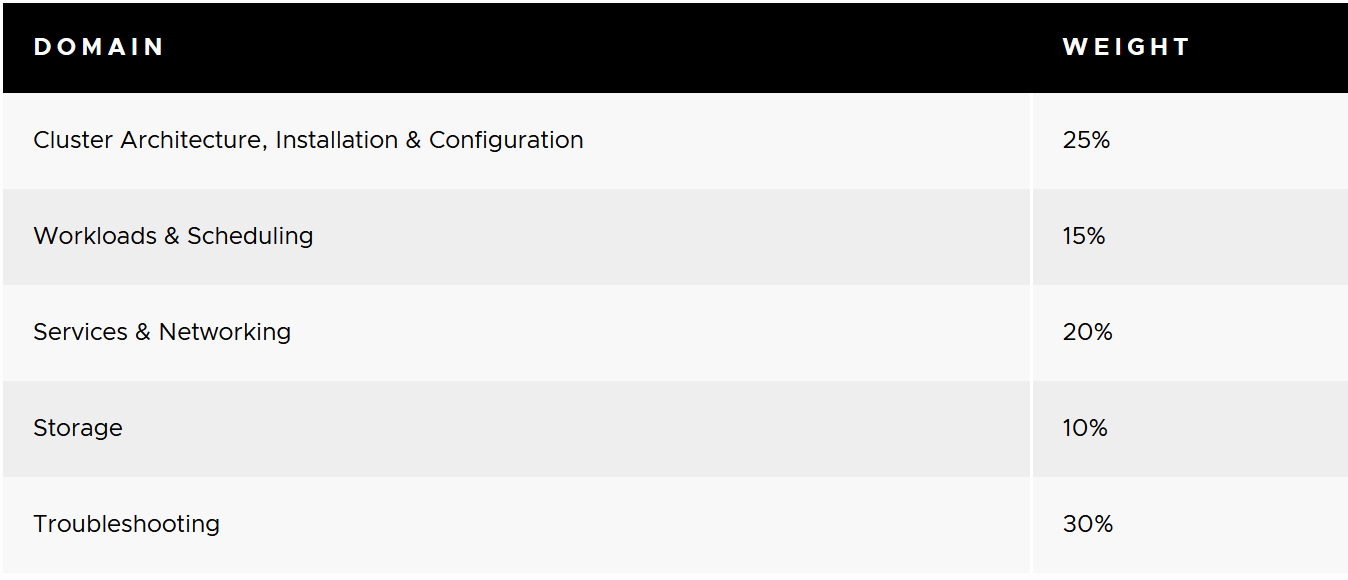 DOMAIN WEIGHT
Cluster Architecture, Installation & Configuration 25%
Workloads & Scheduling 15%
Services & Networking 20%
Storage 10%
Troubleshooting 30%